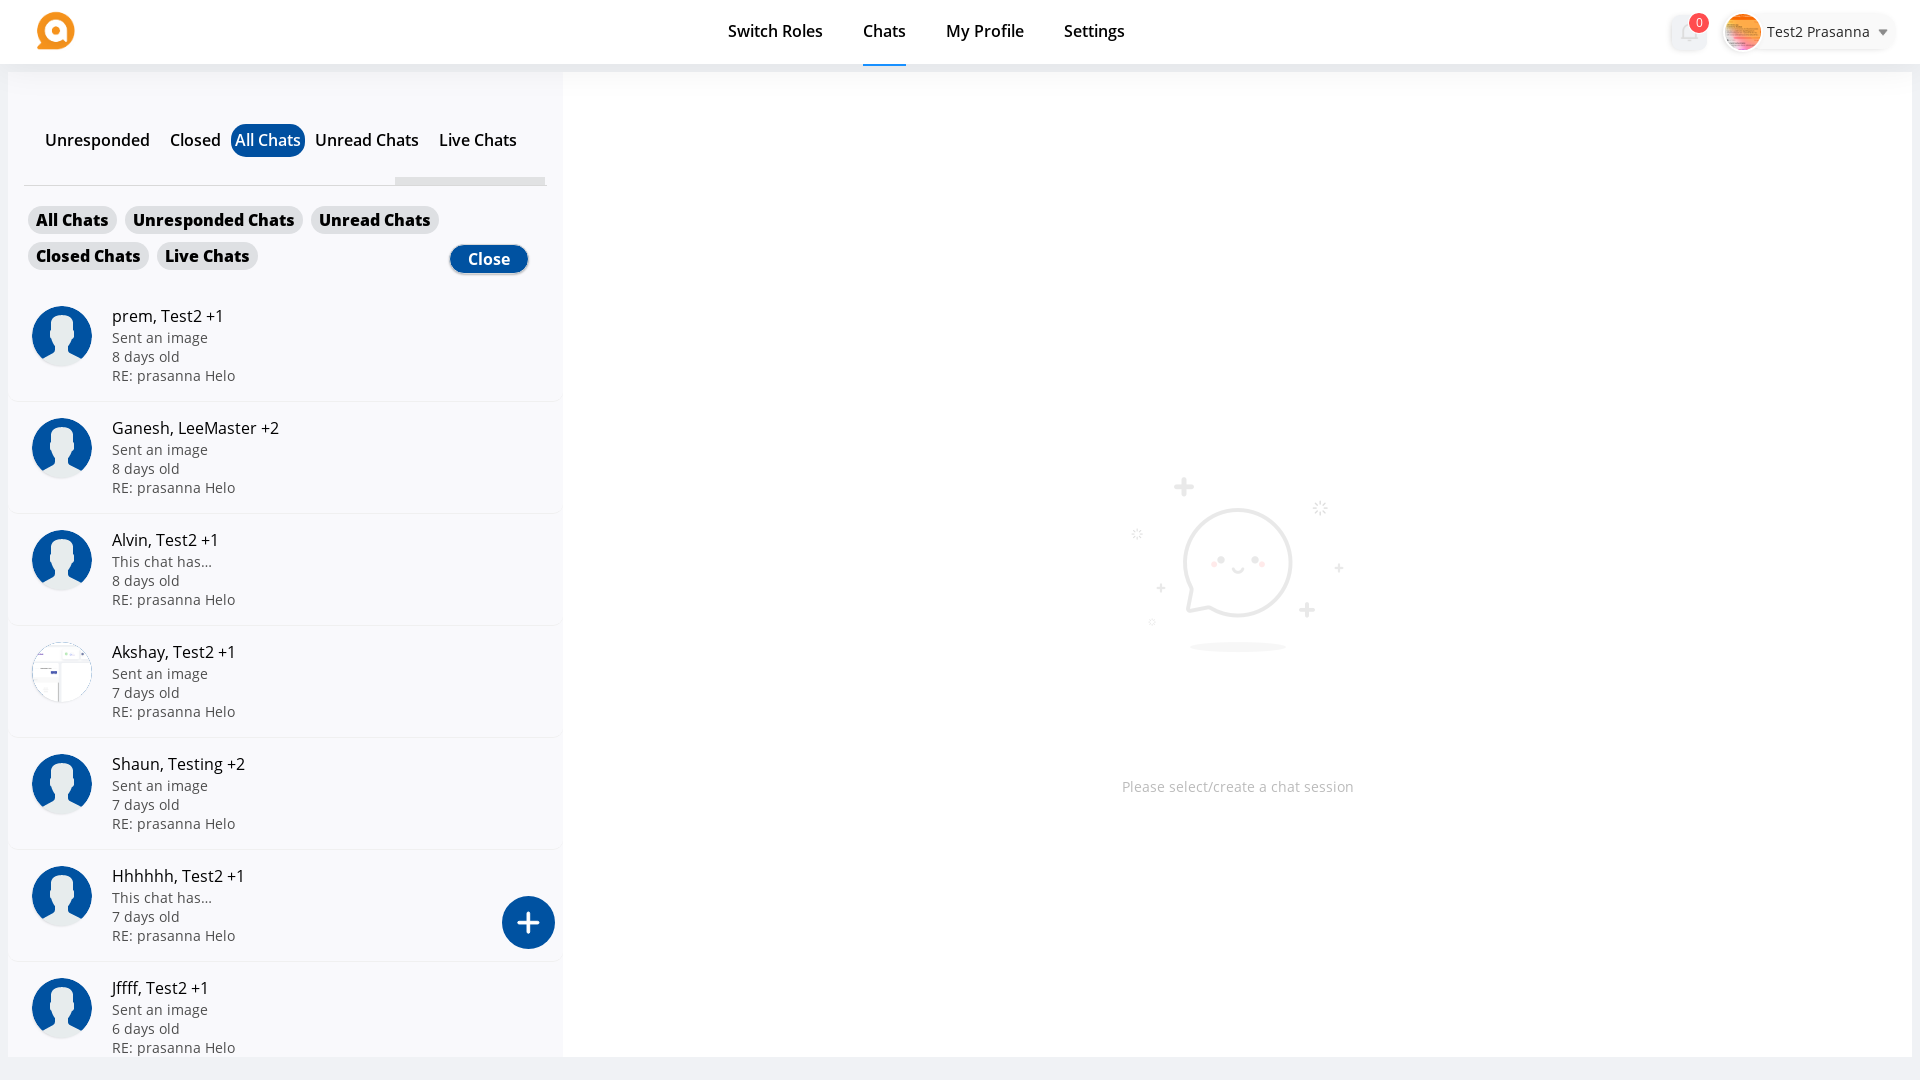 Switch Roles
Chats
My Profile
Settings
0
Test2 Prasanna
Unresponded
Closed
All Chats
Unread Chats
Live Chats
All Chats
Unresponded Chats
Unread Chats
Closed Chats
Live Chats
Close
prem, Test2 +1
Sent an image
8 days old
RE: prasanna Helo
Ganesh, LeeMaster +2
Sent an image
8 days old
RE: prasanna Helo
Alvin, Test2 +1
This chat has...
8 days old
RE: prasanna Helo
Akshay, Test2 +1
Sent an image
7 days old
RE: prasanna Helo
Shaun, Testing +2
Sent an image
7 days old
RE: prasanna Helo
Hhhhhh, Test2 +1
This chat has...
7 days old
RE: prasanna Helo
Jffff, Test2 +1
Sent an image
6 days old
RE: prasanna Helo
Please select/create a chat session